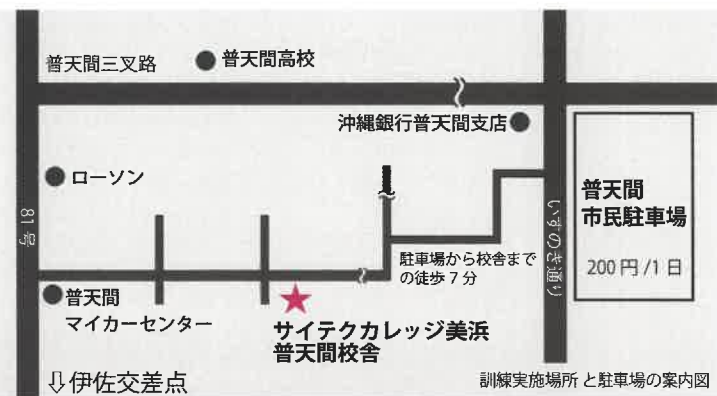 普天間三叉路
普天間高校
沖縄銀行普天間支店
ローソン
81号
いすのき通り
普天間
市民駐車場
200円/1日
駐車場から校舎まで
の徒歩7分
普天間
マイカーセンター
サイテクカレッジ美浜
普天間校舎
⇩伊佐交差点
訓練実施場所と駐車場の案内図